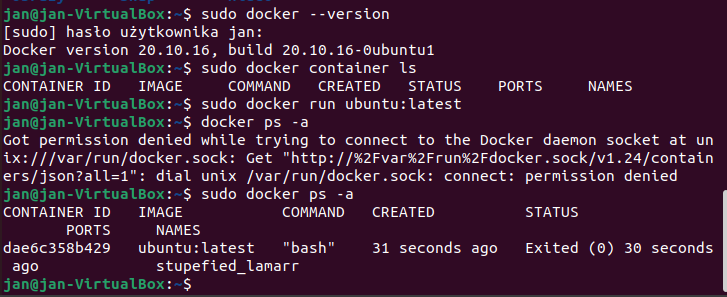 jan@jan-VirtualBox:~$ sudo docker --version
[sudo] hasło użytkownika jan:
Docker version 20.10.16, build 20.10.16-0ubuntu1
jan@jan-VirtualBox:~$ sudo docker container ls
CONTAINER ID   IMAGE     COMMAND   CREATED   STATUS    PORTS     NAMES
jan@jan-VirtualBox:~$ sudo docker run ubuntu:latest
jan@jan-VirtualBox:~$ docker ps -a
Got permission denied while trying to connect to the Docker daemon socket at un
ix:///var/run/docker.sock: Get "http://%2Fvar%2Frun%2Fdocker.sock/v1.24/contain
ers/json?all=1": dial unix /var/run/docker.sock: connect: permission denied
jan@jan-VirtualBox:~$ sudo docker ps -a
CONTAINER ID   IMAGE           COMMAND   CREATED          STATUS
       PORTS     NAMES
dae6c358b429   ubuntu:latest   "bash"    31 seconds ago   Exited (0) 30 seconds
 ago             stupefied_lamarr
jan@jan-VirtualBox:~$